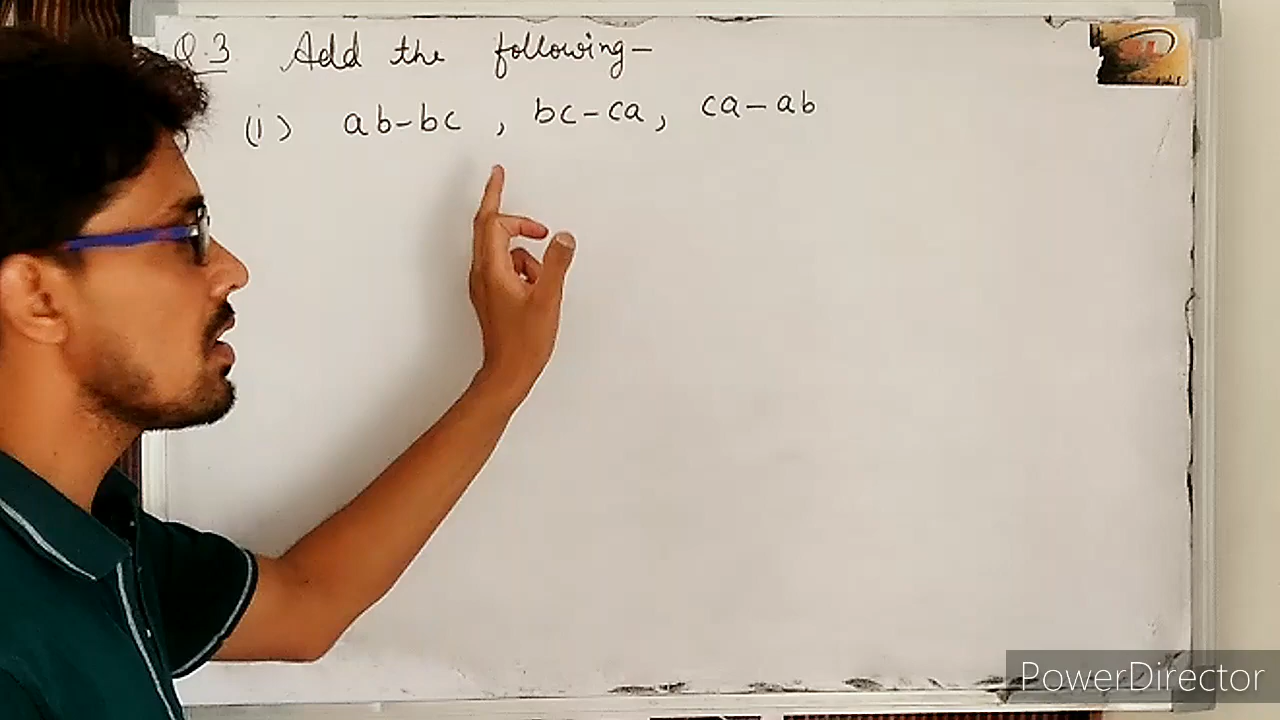 Q.3 Add the following-
(i) ab-bc , bc-ca, ca-ab
PowerDirector